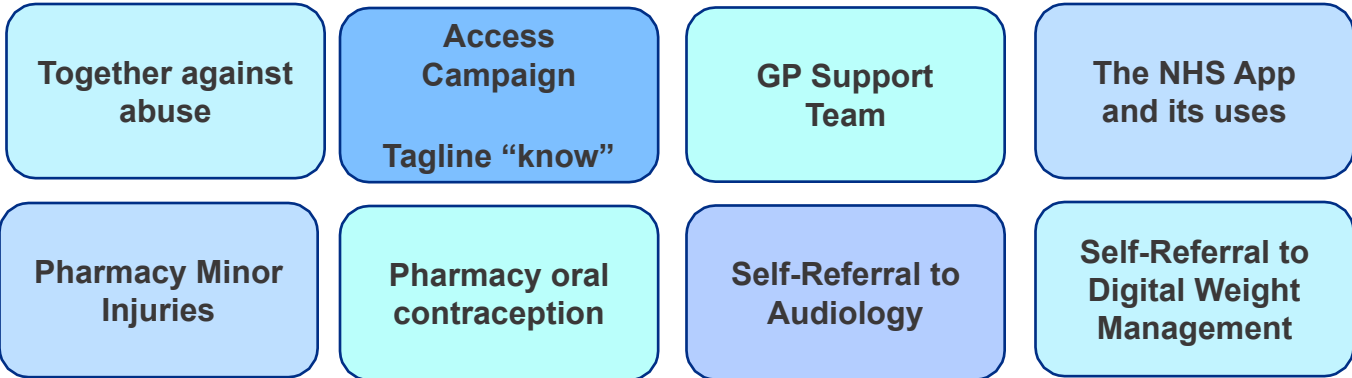 Together against
abuse
Access
Campaign
Tagline “know”
GP Support
Team
The NHS App
and its uses
Pharmacy Minor
Injuries
Pharmacy oral
contraception
Self-Referral to
Audiology
Self-Referral to
Digital Weight
Management